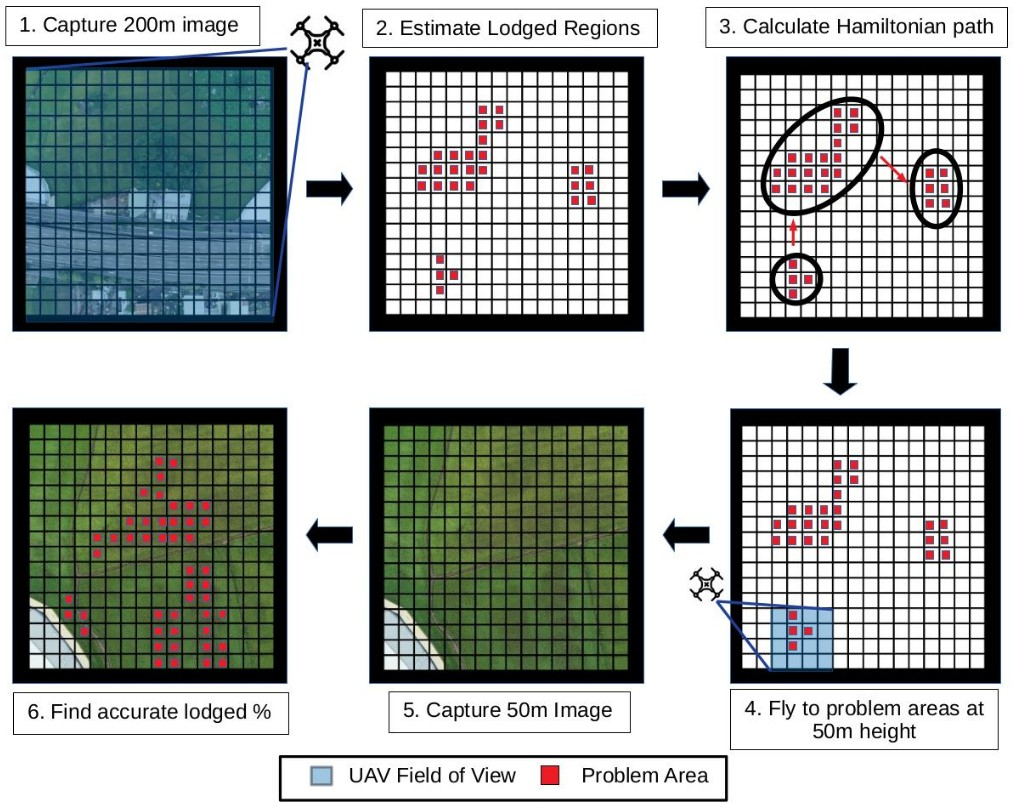 1. Capture 200m image
2. Estimate Lodged Regions
3. Calculate Hamiltonian path
6. Find accurate lodged %
5. Capture 50m Image
4. Fly to problem areas at
50m height
UAV Field of View
Problem Area